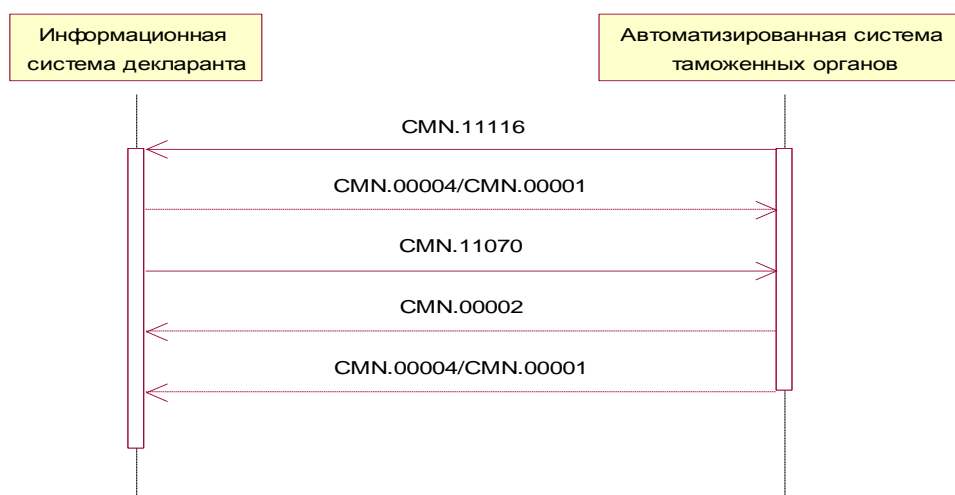 Информационная
система декларанта
Автоматизированная система
таможенных органов
CMN.11116
CMN.00004/CMN.00001
CMN.11070
CMN.00002
CMN.00004/CMN.00001